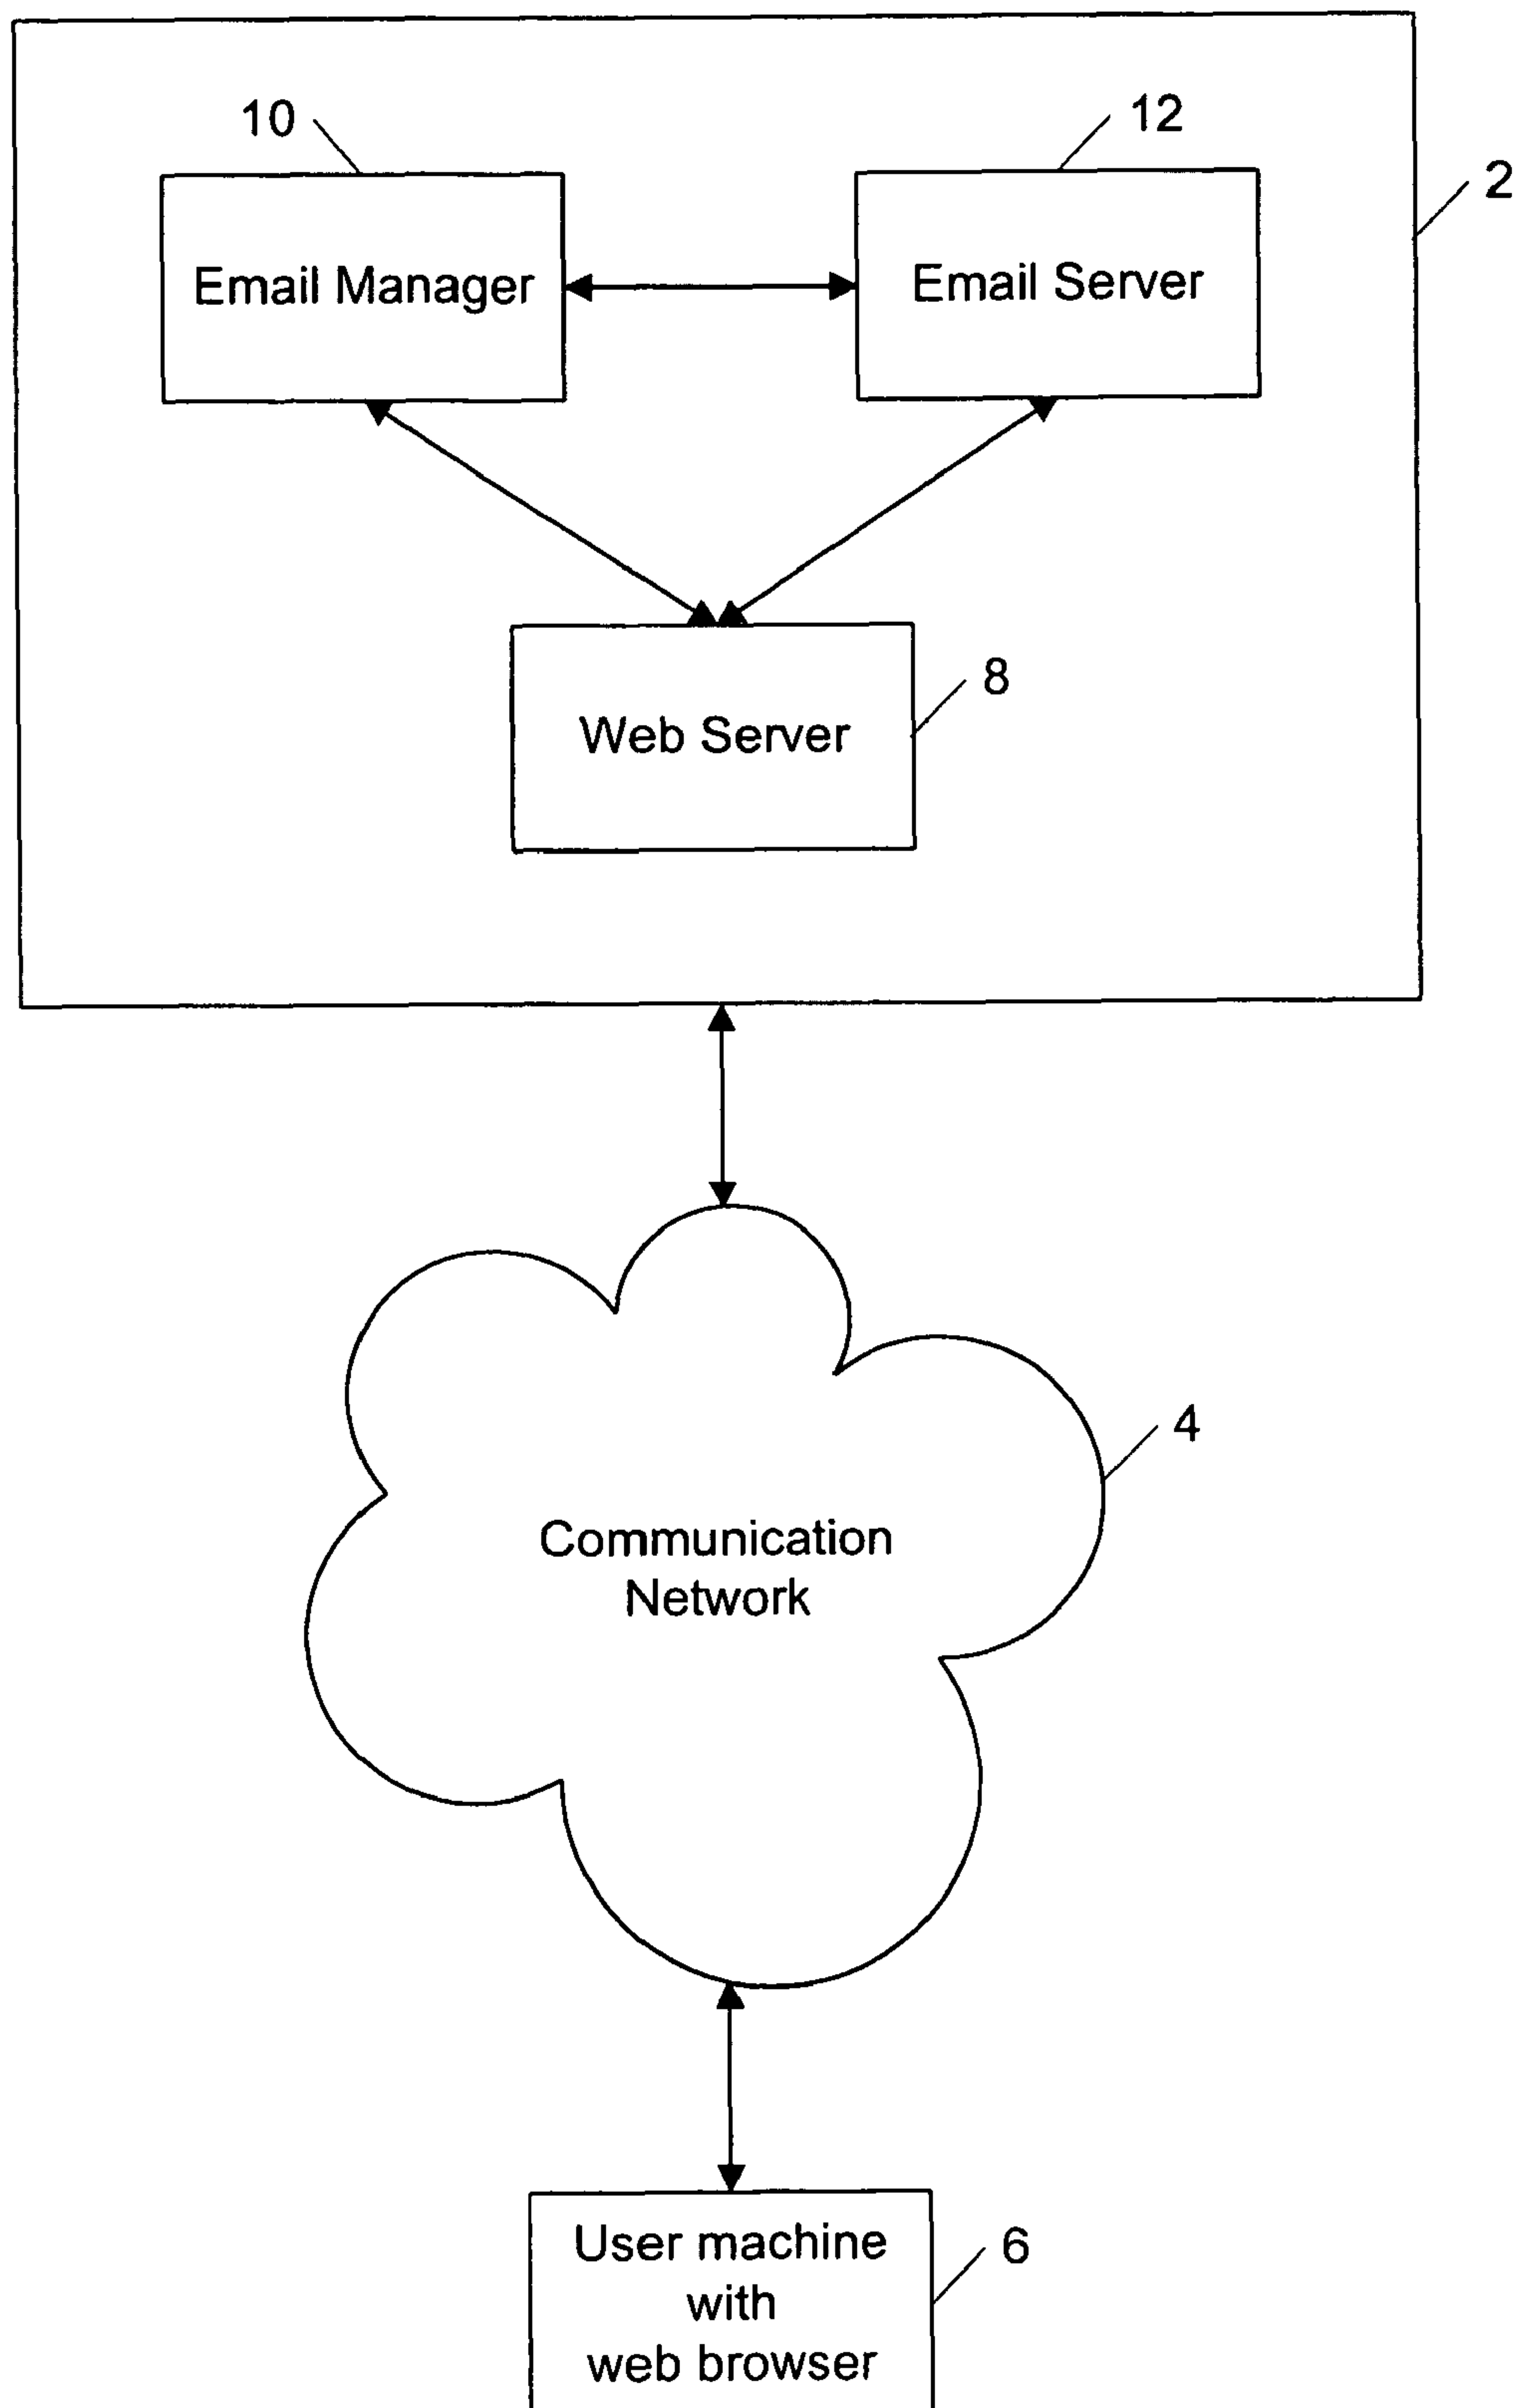 10
12
2
Email Manager
Email Server
8
Web Server
4
Communication
Network
6
User machine
with
web browser